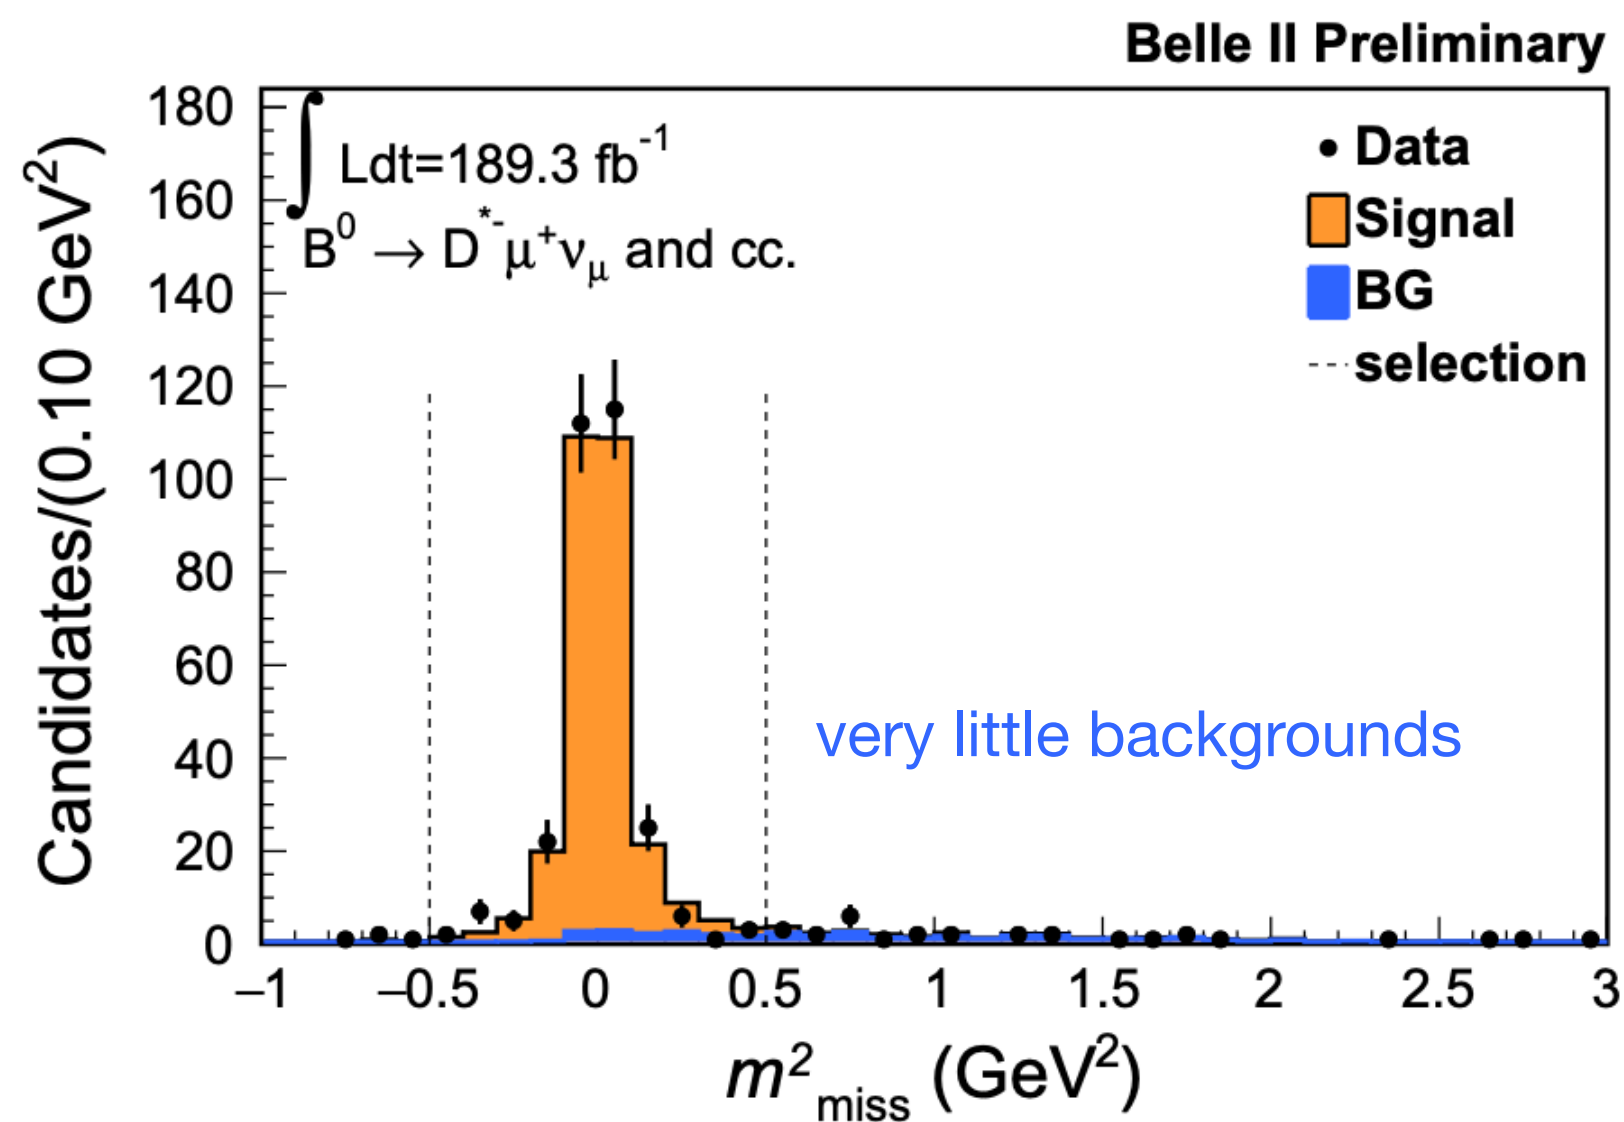 Belle II Preliminary
∫ Ldt=189.3 fb⁻¹
B⁰ → D*⁻μ⁺ν_μ and cc.
Data
Signal
BG
selection
very little backgrounds
Candidates/(0.10 GeV²)
180
160
140
120
100
80
60
40
20
0
–1 –0.5 0 0.5 1 1.5 2 2.5 3
m²_miss (GeV²)